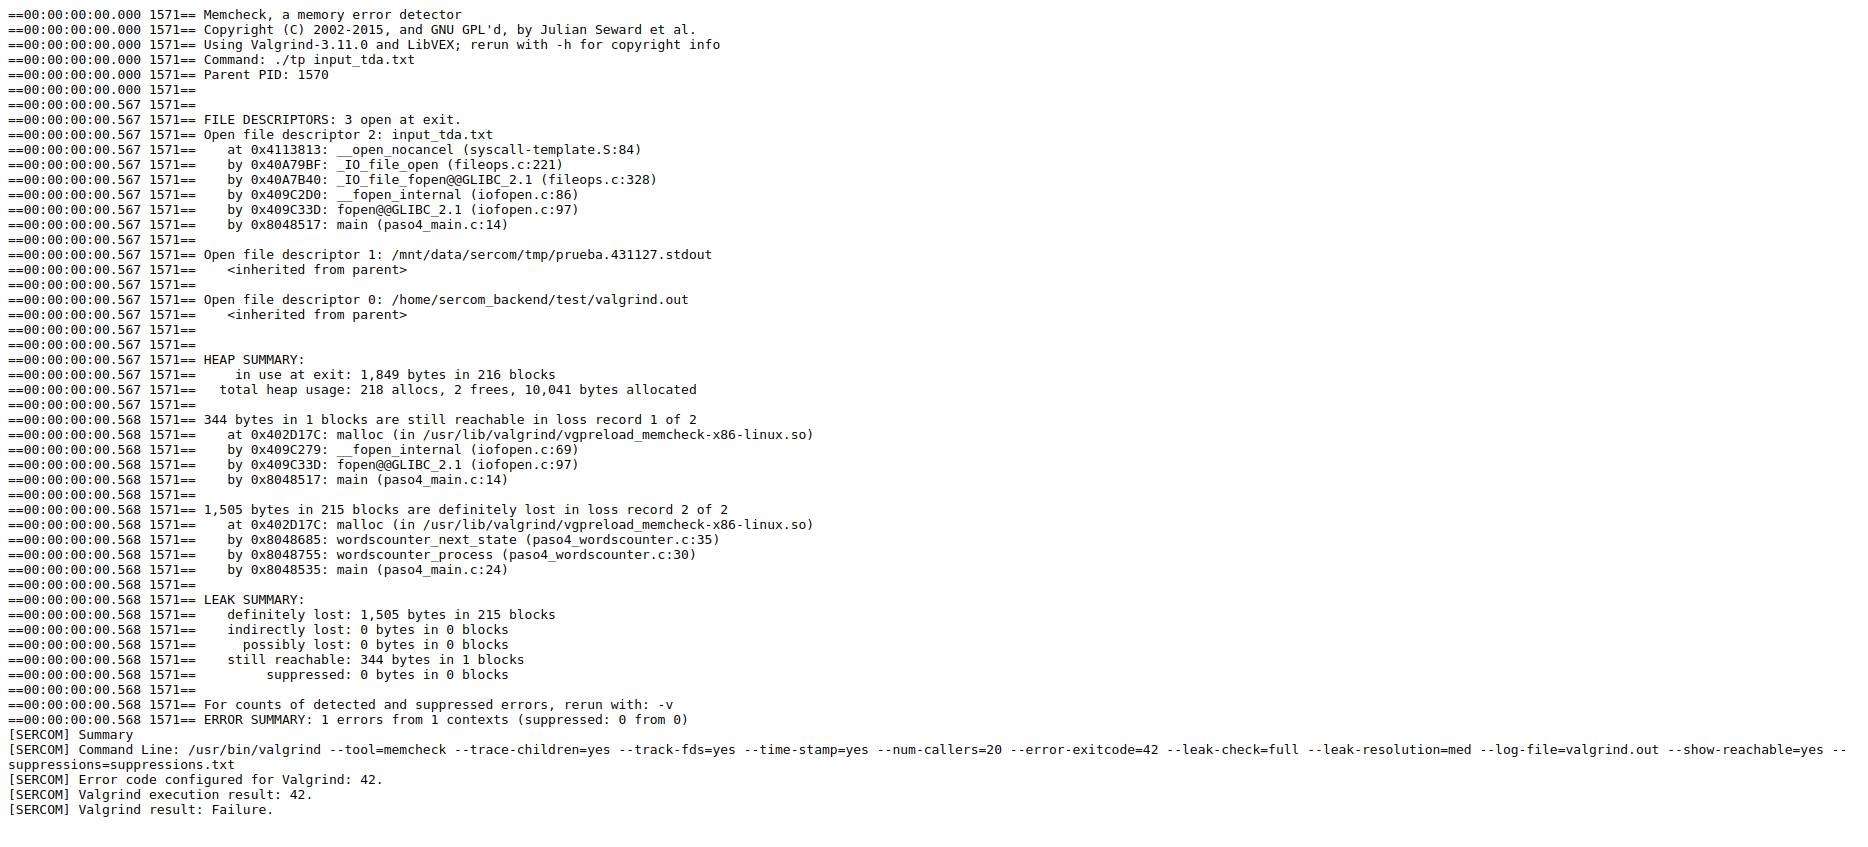 ==00:00:00:00.000 1571== Memcheck, a memory error detector
==00:00:00:00.000 1571== Copyright (C) 2002-2015, and GNU GPL'd, by Julian Seward et al.
==00:00:00:00.000 1571== Using Valgrind-3.11.0 and LibVEX; rerun with -h for copyright info
==00:00:00:00.000 1571== Command: ./tp input_tda.txt
==00:00:00:00.000 1571== Parent PID: 1570
==00:00:00:00.000 1571==
==00:00:00:00.567 1571==
==00:00:00:00.567 1571== FILE DESCRIPTORS: 3 open at exit.
==00:00:00:00.567 1571== Open file descriptor 2: input_tda.txt
==00:00:00:00.567 1571==    at 0x4113813: __open_nocancel (syscall-template.S:84)
==00:00:00:00.567 1571==    by 0x40A79BF: _IO_file_open (fileops.c:221)
==00:00:00:00.567 1571==    by 0x40A7B40: _IO_file_fopen@@GLIBC_2.1 (fileops.c:328)
==00:00:00:00.567 1571==    by 0x409C2D0: __fopen_internal (iofopen.c:86)
==00:00:00:00.567 1571==    by 0x409C33D: fopen@@GLIBC_2.1 (iofopen.c:97)
==00:00:00:00.567 1571==    by 0x8048517: main (paso4_main.c:14)
==00:00:00:00.567 1571==
==00:00:00:00.567 1571== Open file descriptor 1: /mnt/data/sercom/tmp/prueba.431127.stdout
==00:00:00:00.567 1571==    <inherited from parent>
==00:00:00:00.567 1571==
==00:00:00:00.567 1571== Open file descriptor 0: /home/sercom_backend/test/valgrind.out
==00:00:00:00.567 1571==    <inherited from parent>
==00:00:00:00.567 1571==
==00:00:00:00.567 1571==
==00:00:00:00.567 1571== HEAP SUMMARY:
==00:00:00:00.567 1571==     in use at exit: 1,849 bytes in 216 blocks
==00:00:00:00.567 1571==   total heap usage: 218 allocs, 2 frees, 10,041 bytes allocated
==00:00:00:00.567 1571==
==00:00:00:00.568 1571== 344 bytes in 1 blocks are still reachable in loss record 1 of 2
==00:00:00:00.568 1571==    at 0x402D17C: malloc (in /usr/lib/valgrind/vgpreload_memcheck-x86-linux.so)
==00:00:00:00.568 1571==    by 0x409C279: __fopen_internal (iofopen.c:69)
==00:00:00:00.568 1571==    by 0x409C33D: fopen@@GLIBC_2.1 (iofopen.c:97)
==00:00:00:00.568 1571==    by 0x8048517: main (paso4_main.c:14)
==00:00:00:00.568 1571==
==00:00:00:00.568 1571== 1,505 bytes in 215 blocks are definitely lost in loss record 2 of 2
==00:00:00:00.568 1571==    at 0x402D17C: malloc (in /usr/lib/valgrind/vgpreload_memcheck-x86-linux.so)
==00:00:00:00.568 1571==    by 0x8048685: wordscounter_next_state (paso4_wordscounter.c:35)
==00:00:00:00.568 1571==    by 0x8048755: wordscounter_process (paso4_wordscounter.c:30)
==00:00:00:00.568 1571==    by 0x8048535: main (paso4_main.c:24)
==00:00:00:00.568 1571==
==00:00:00:00.568 1571== LEAK SUMMARY:
==00:00:00:00.568 1571==    definitely lost: 1,505 bytes in 215 blocks
==00:00:00:00.568 1571==    indirectly lost: 0 bytes in 0 blocks
==00:00:00:00.568 1571==      possibly lost: 0 bytes in 0 blocks
==00:00:00:00.568 1571==    still reachable: 344 bytes in 1 blocks
==00:00:00:00.568 1571==         suppressed: 0 bytes in 0 blocks
==00:00:00:00.568 1571==
==00:00:00:00.568 1571== For counts of detected and suppressed errors, rerun with: -v
==00:00:00:00.568 1571== ERROR SUMMARY: 1 errors from 1 contexts (suppressed: 0 from 0)
[SERCOM] Summary
[SERCOM] Command Line: /usr/bin/valgrind --tool=memcheck --trace-children=yes --track-fds=yes --time-stamp=yes --num-callers=20 --error-exitcode=42 --leak-check=full --leak-resolution=med --log-file=valgrind.out --show-reachable=yes --
suppressions=suppressions.txt
[SERCOM] Error code configured for Valgrind: 42.
[SERCOM] Valgrind execution result: 42.
[SERCOM] Valgrind result: Failure.